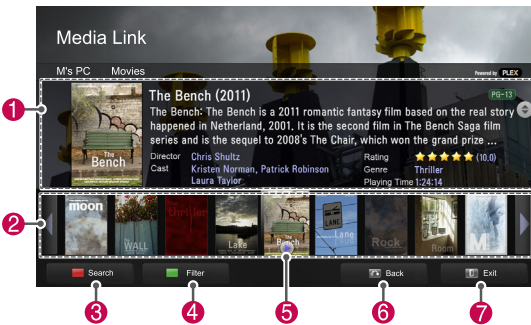 Media Link
M's PC Movies
Powered by PLEX
The Bench (2011)
PG-13
The Bench: The Bench is a 2011 romantic fantasy film based on the real story
happened in Netherland, 2001. It is the second film in The Bench Saga film
series and is the sequel to 2008's The Chair, which won the grand prize ...
Director Chris Shultz
Cast Kristen Norman, Patrick Robinson
Laura Taylor
Rating (10.0)
Genre Thriller
Playing Time 1:24:14
The
Bench
moon
WALL
thriller
Lake
The
Bench
LANE
Lane
Rock
Room
M
Search
Filter
Back
Exit
1
2
3
4
5
6
7